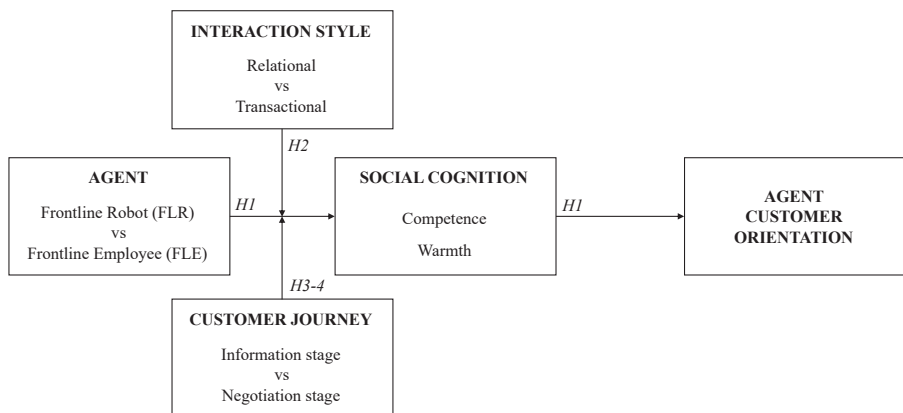 INTERACTION STYLE
Relational
vs
Transactional
H2
AGENT
Frontline Robot (FLR)
vs
Frontline Employee (FLE)
H1
SOCIAL COGNITION
Competence
Warmth
H1
AGENT
CUSTOMER
ORIENTATION
H3-4
CUSTOMER JOURNEY
Information stage
vs
Negotiation stage